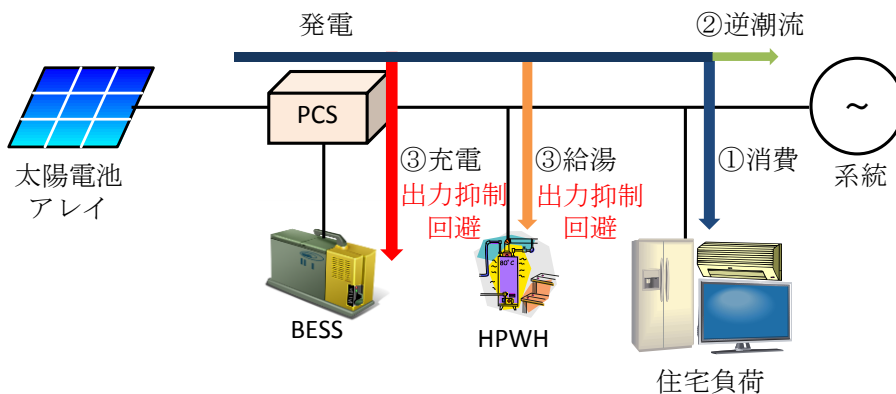 発電
②逆潮流
PCS
~
太陽電池
アレイ
③充電
出力抑制
回避
③給湯
出力抑制
回避
①消費
系統
80°C
BESS
HPWH
住宅負荷